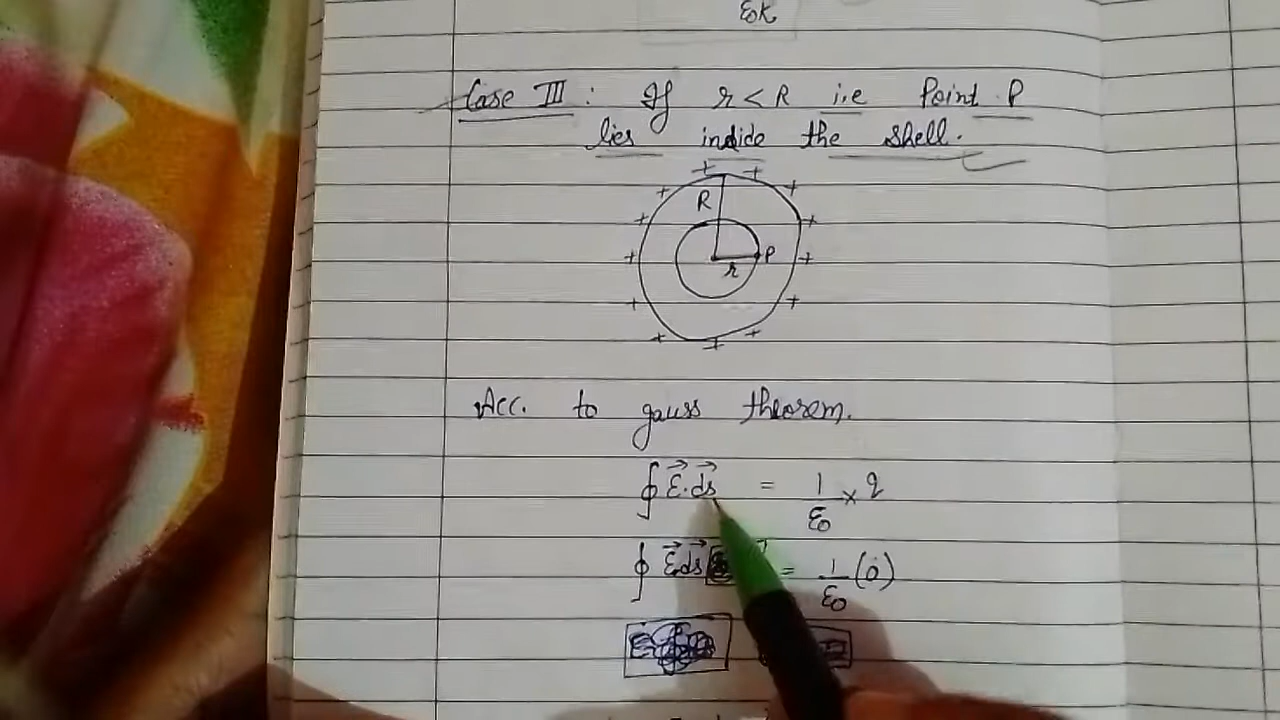 ε₀k
Case III : If r < R i.e Point P
lies inside the shell.
R
P
r
Acc. to gauss theorem.
∮ E⃗.ds⃗ = 1/ε₀ × q
∮ E⃗.ds⃗ = 1/ε₀ (0)